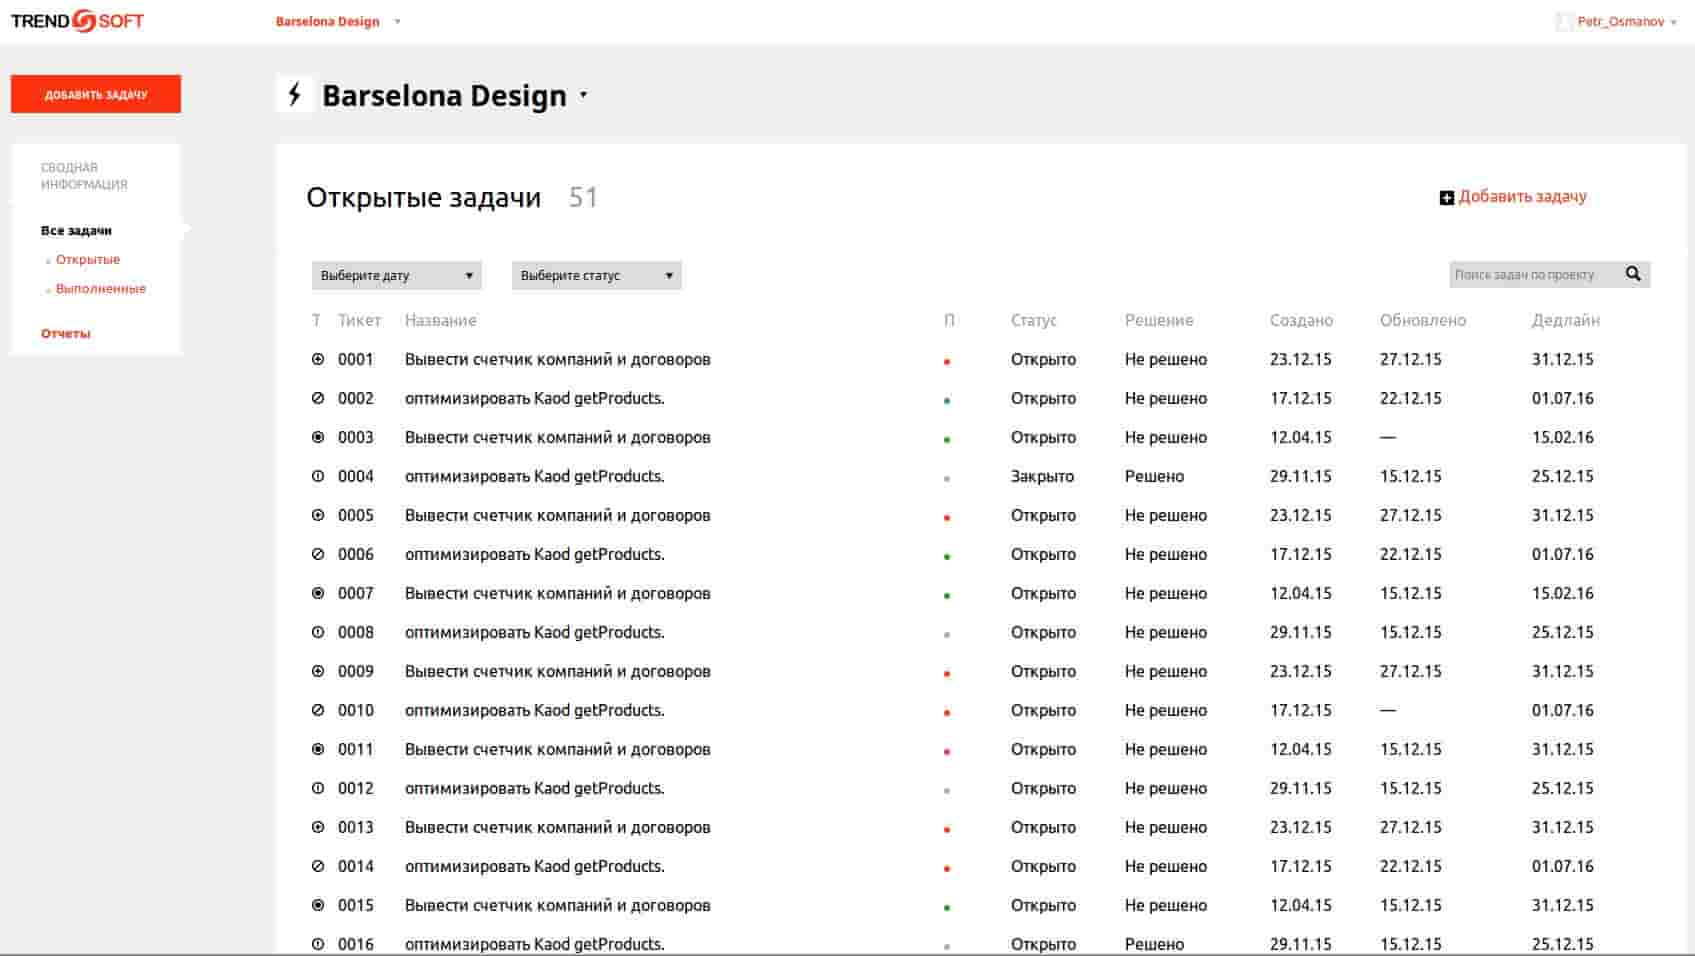 TREND SOFT
Barselona Design
Petr_Osmanov
ДОБАВИТЬ ЗАДАЧУ
Barselona Design
СВОДНАЯ
ИНФОРМАЦИЯ
Все задачи
Открытые
Выполненные
Отчеты
Открытые задачи 51
Добавить задачу
Выберите дату
Выберите статус
Поиск задач по проекту
Т Тикет Название П Статус Решение Создано Обновлено Дедлайн
0001 Вывести счетчик компаний и договоров Открыто Не решено 23.12.15 27.12.15 31.12.15
0002 оптимизировать Kaod getProducts. Открыто Не решено 17.12.15 22.12.15 01.07.16
0003 Вывести счетчик компаний и договоров Открыто Не решено 12.04.15 — 15.02.16
0004 оптимизировать Kaod getProducts. Закрыто Решено 29.11.15 15.12.15 25.12.15
0005 Вывести счетчик компаний и договоров Открыто Не решено 23.12.15 27.12.15 31.12.15
0006 оптимизировать Kaod getProducts. Открыто Не решено 17.12.15 22.12.15 01.07.16
0007 Вывести счетчик компаний и договоров Открыто Не решено 12.04.15 15.12.15 15.02.16
0008 оптимизировать Kaod getProducts. Открыто Не решено 29.11.15 15.12.15 25.12.15
0009 Вывести счетчик компаний и договоров Открыто Не решено 23.12.15 27.12.15 31.12.15
0010 оптимизировать Kaod getProducts. Открыто Не решено 17.12.15 — 01.07.16
0011 Вывести счетчик компаний и договоров Открыто Не решено 12.04.15 15.12.15 31.12.15
0012 оптимизировать Kaod getProducts. Открыто Не решено 29.11.15 15.12.15 25.12.15
0013 Вывести счетчик компаний и договоров Открыто Не решено 23.12.15 27.12.15 31.12.15
0014 оптимизировать Kaod getProducts. Открыто Не решено 17.12.15 22.12.15 01.07.16
0015 Вывести счетчик компаний и договоров Открыто Не решено 12.04.15 15.12.15 31.12.15
0016 оптимизировать Kaod getProducts. Открыто Решено 29.11.15 15.12.15 25.12.15